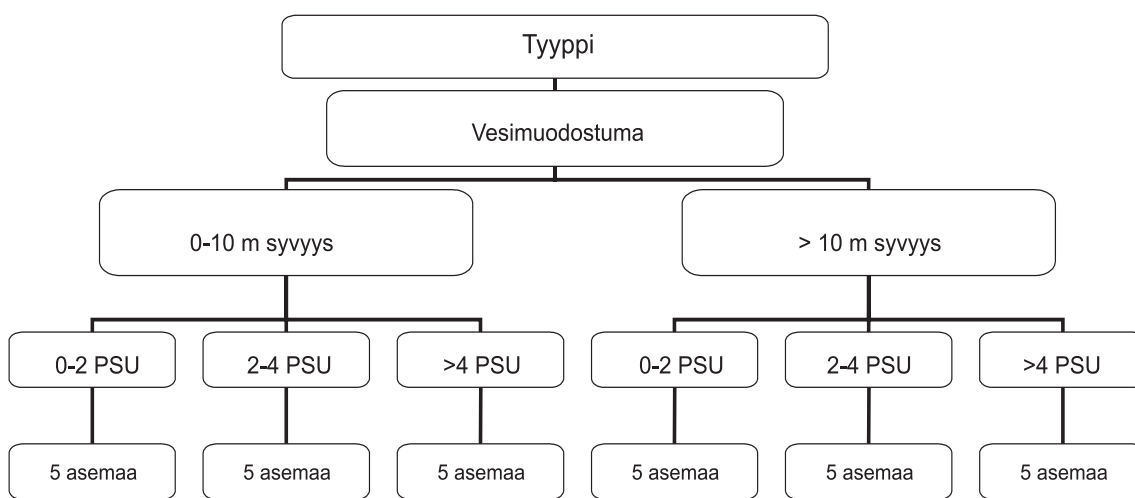 Tyyppi
Vesimuodostuma
0-10 m syvyys
> 10 m syvyys
0-2 PSU
2-4 PSU
>4 PSU
0-2 PSU
2-4 PSU
>4 PSU
5 asemaa
5 asemaa
5 asemaa
5 asemaa
5 asemaa
5 asemaa